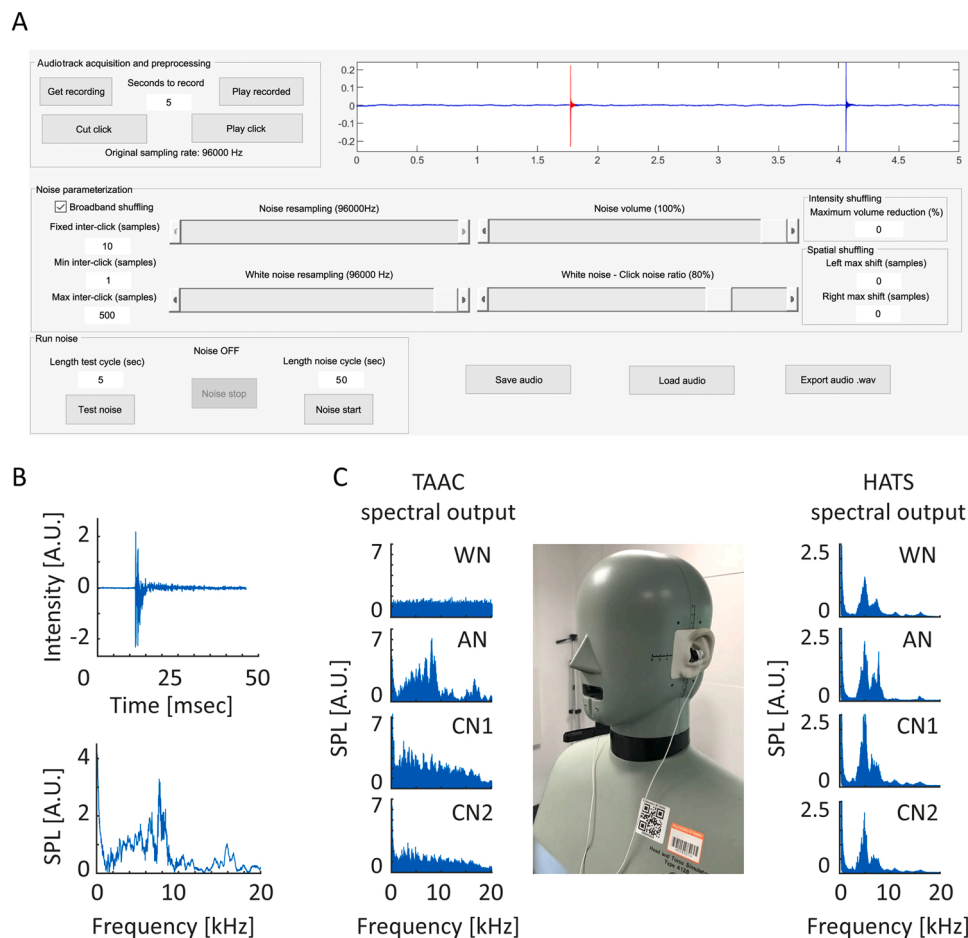 A
Audiotrack acquisition and preprocessing
Get recording
Seconds to record
5
Play recorded
Cut click
Play click
Original sampling rate: 96000 Hz
0.2
0.1
0
-0.1
-0.2
0 0.5 1 1.5 2 2.5 3 3.5 4 4.5 5
Noise parameterization
Broadband shuffling
Fixed inter-click (samples)
10
Min inter-click (samples)
1
Max inter-click (samples)
500
Noise resampling (96000Hz)
Noise volume (100%)
White noise resampling (96000 Hz)
White noise - Click noise ratio (80%)
Intensity shuffling
Maximum volume reduction (%)
0
Spatial shuffling
Left max shift (samples)
0
Right max shift (samples)
0
Run noise
Length test cycle (sec)
5
Test noise
Noise OFF
Noise stop
Length noise cycle (sec)
50
Noise start
Save audio
Load audio
Export audio .wav
B
Intensity [A.U.]
2
0
-2
0 25 50
Time [msec]
SPL [A.U.]
4
2
0
0 10 20
Frequency [kHz]
C
TAAC
spectral output
SPL [A.U.]
7
WN
0
7
AN
0
7
CN1
0
7
CN2
0
0 10 20
Frequency [kHz]
Head and Torso Simulator
HATS
spectral output
SPL [A.U.]
2.5
WN
0
2.5
AN
0
2.5
CN1
0
2.5
CN2
0
0 10 20
Frequency [kHz]